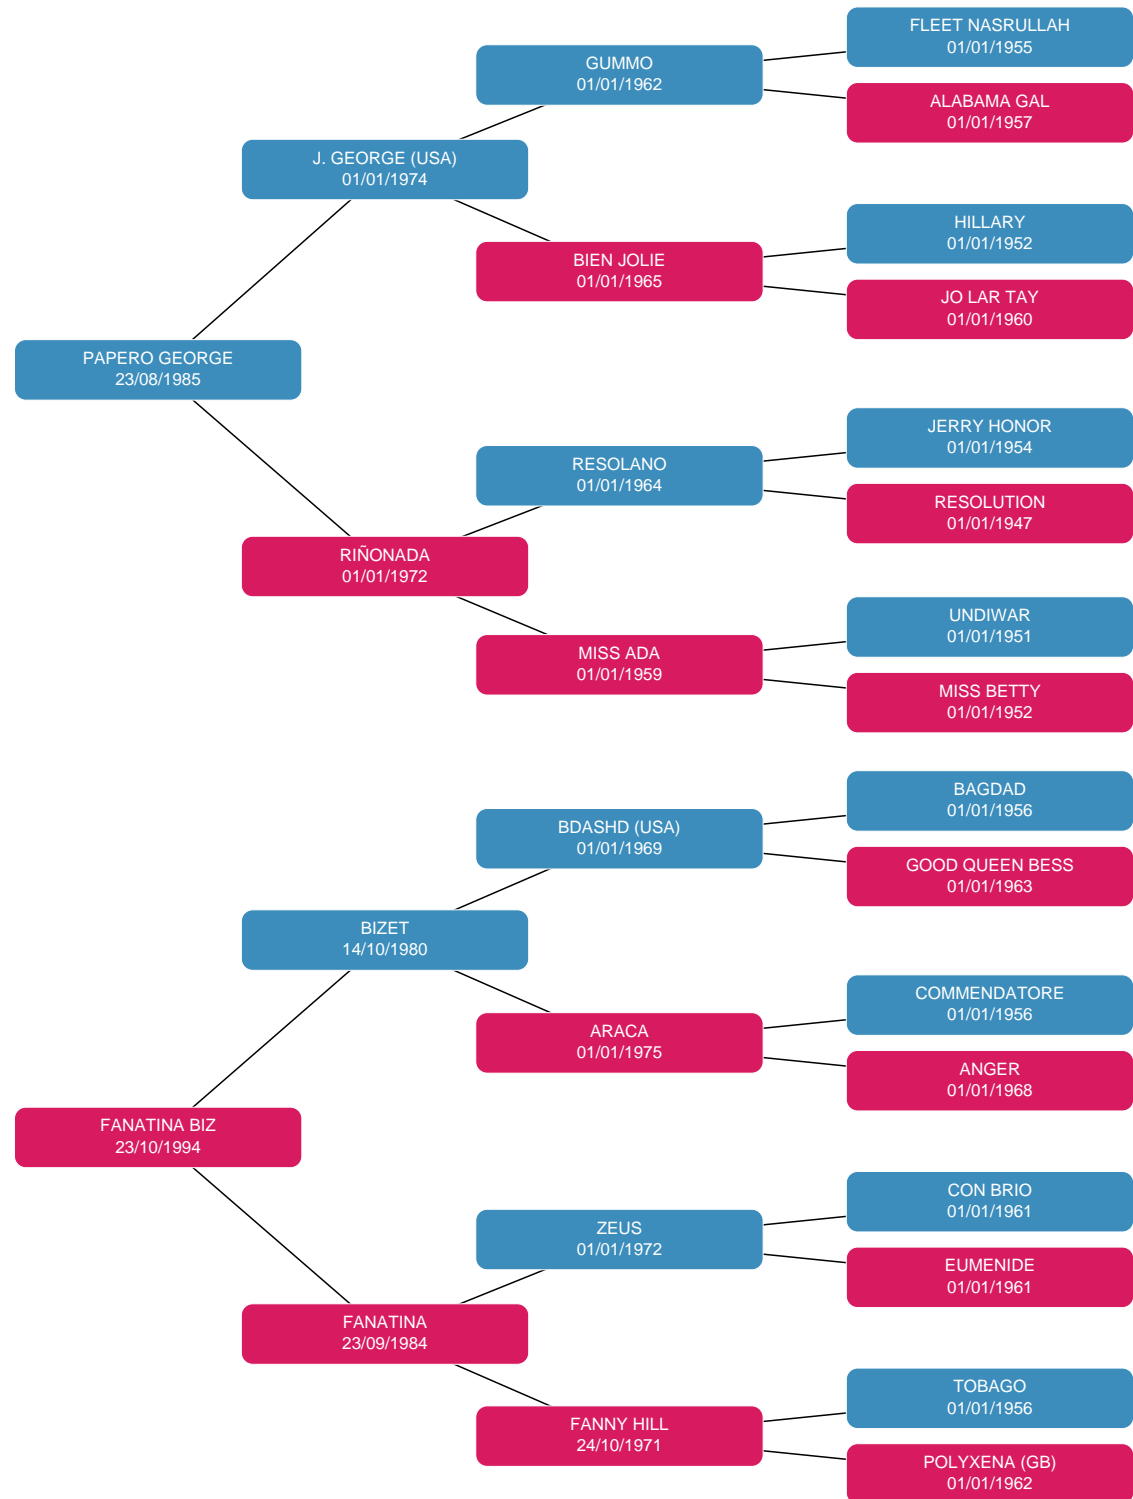 FLEET NASRULLAH
01/01/1955
GUMMO
01/01/1962
ALABAMA GAL
01/01/1957
J. GEORGE (USA)
01/01/1974
HILLARY
01/01/1952
BIEN JOLIE
01/01/1965
JO LAR TAY
01/01/1960
PAPERO GEORGE
23/08/1985
JERRY HONOR
01/01/1954
RESOLANO
01/01/1964
RESOLUTION
01/01/1947
RIÑONADA
01/01/1972
UNDIWAR
01/01/1951
MISS ADA
01/01/1959
MISS BETTY
01/01/1952
BAGDAD
01/01/1956
BDASHD (USA)
01/01/1969
GOOD QUEEN BESS
01/01/1963
BIZET
14/10/1980
COMMENDATORE
01/01/1956
ARACA
01/01/1975
ANGER
01/01/1968
FANATINA BIZ
23/10/1994
CON BRIO
01/01/1961
ZEUS
01/01/1972
EUMENIDE
01/01/1961
FANATINA
23/09/1984
TOBAGO
01/01/1956
FANNY HILL
24/10/1971
POLYXENA (GB)
01/01/1962